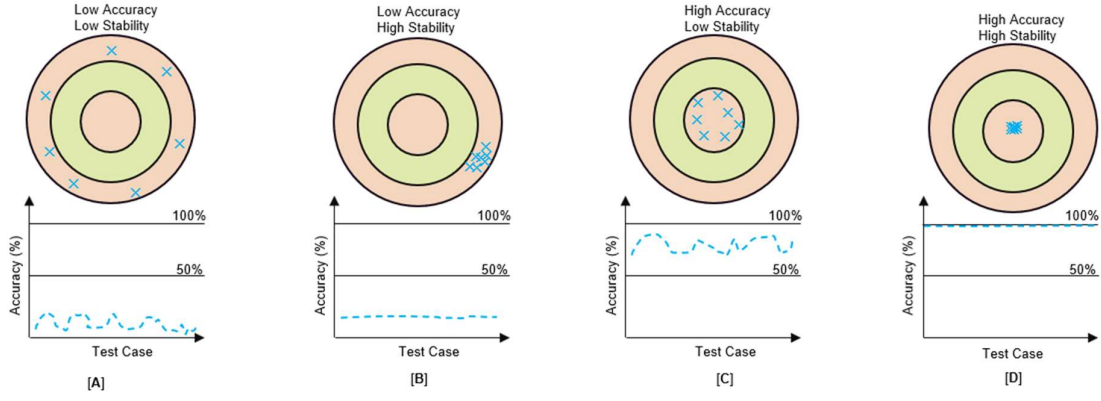 Low Accuracy
Low Stability
Low Accuracy
High Stability
High Accuracy
Low Stability
High Accuracy
High Stability
100%
50%
Accuracy (%)
Test Case
[A]
100%
50%
Accuracy (%)
Test Case
[B]
100%
50%
Accuracy (%)
Test Case
[C]
100%
50%
Accuracy (%)
Test Case
[D]